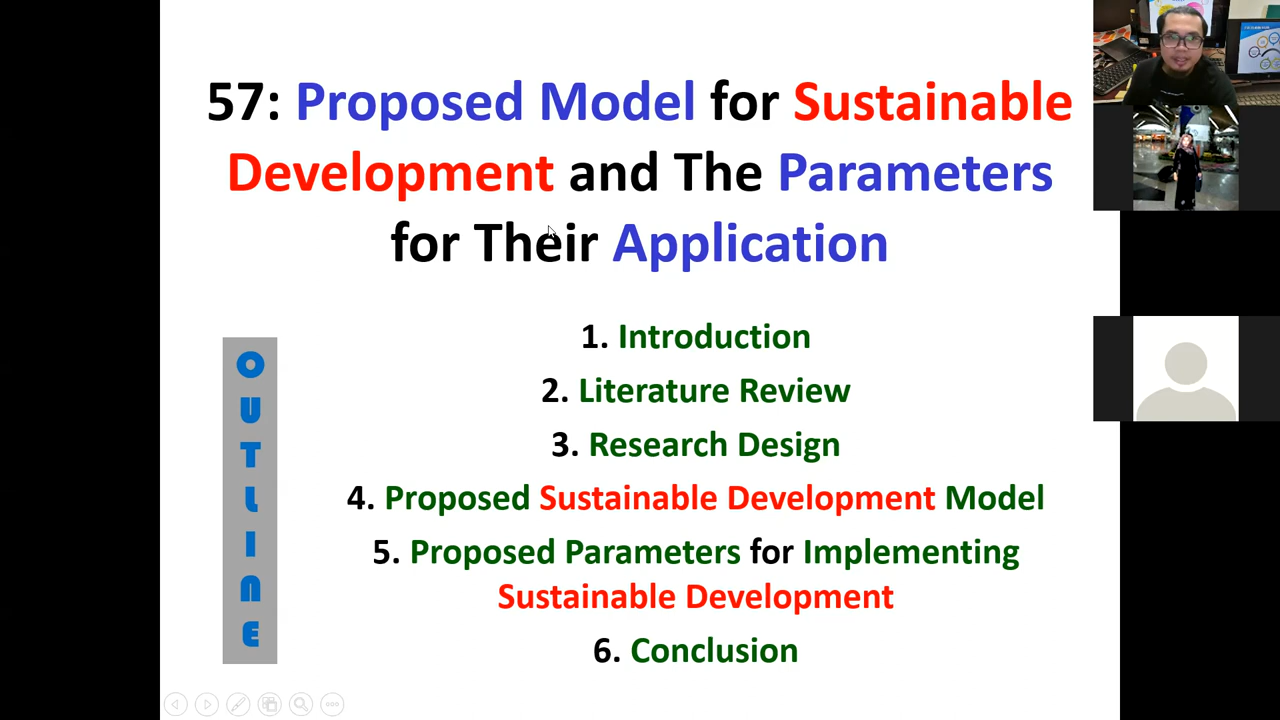 57: Proposed Model for Sustainable
Development and The Parameters
for Their Application
OUTLINE
1. Introduction
2. Literature Review
3. Research Design
4. Proposed Sustainable Development Model
5. Proposed Parameters for Implementing
Sustainable Development
6. Conclusion